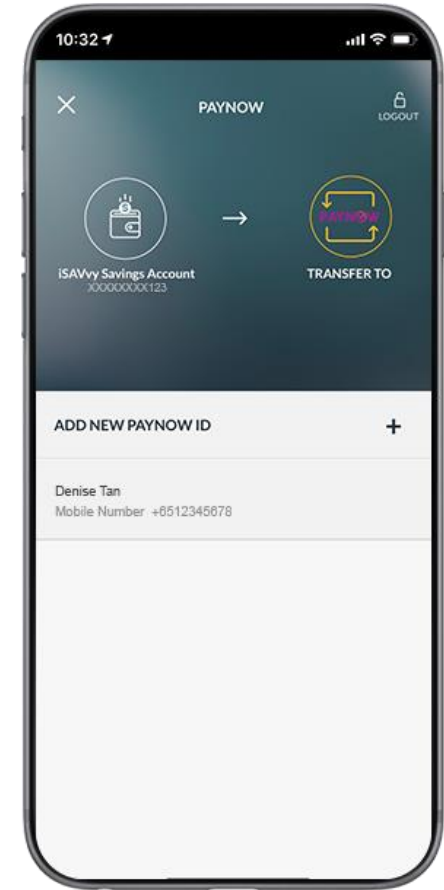 10:32
PAYNOW
LOGOUT
PAYNOW
iSAVvy Savings Account
XXXXXXXX123
TRANSFER TO
ADD NEW PAYNOW ID
Denise Tan
Mobile Number +6512345678